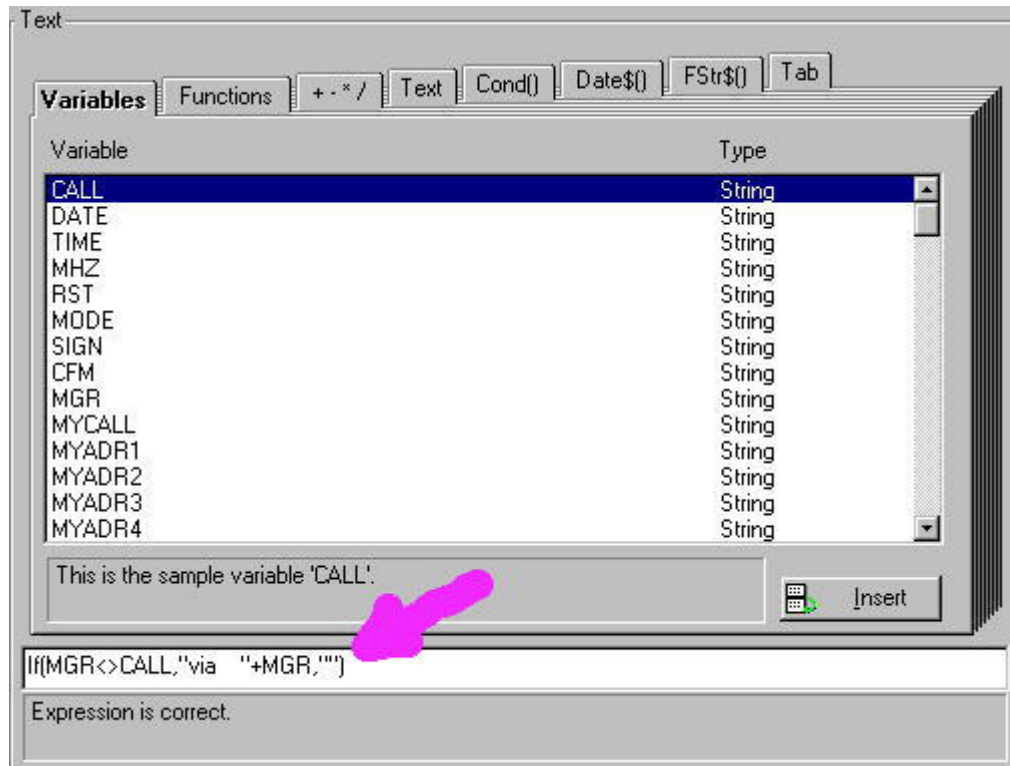 Text
Variables Functions + - * / Text Cond() Date$() FStr$() Tab
Variable Type
CALL String
DATE String
TIME String
MHZ String
RST String
MODE String
SIGN String
CFM String
MGR String
MYCALL String
MYADR1 String
MYADR2 String
MYADR3 String
MYADR4 String
This is the sample variable 'CALL'.
Insert
If(MGR<>CALL,"via   "+MGR,"")
Expression is correct.